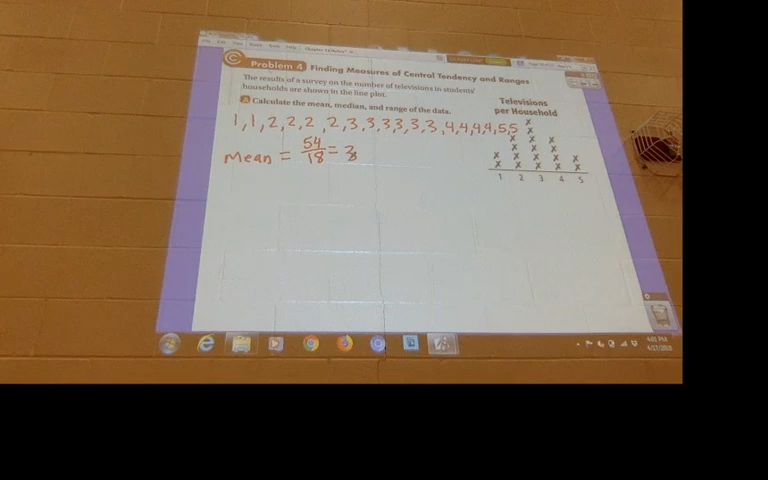 Problem 4 Finding Measures of Central Tendency and Ranges
The results of a survey on the number of televisions in students'
households are shown in the line plot.
Televisions
per Household
Calculate the mean, median, and range of the data.
1,1,2,2,2,2,3,3,3,3,3,3,4,4,4,4,5,5
Mean = 54/18 = 3
x
x
x x x
x x x
x x x x x
x x x x x
1 2 3 4 5
4/17/2018